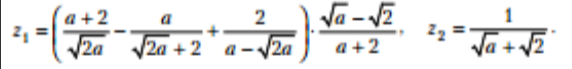 z₁ = ( (a + 2)/√(2a) − a/(√(2a) + 2) + 2/(a − √(2a)) ) · (√a − √2)/(a + 2), z₂ = 1/(√a + √2).